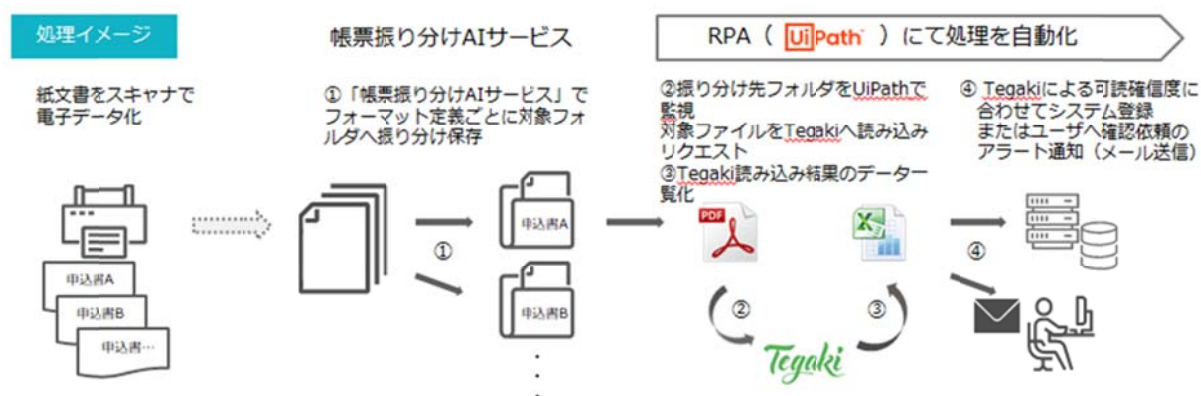 処理イメージ
帳票振り分けAIサービス
RPA（ UiPath ）にて処理を自動化
紙文書をスキャナで
電子データ化
①「帳票振り分けAIサービス」で
フォーマット定義ごとに対象フォ
ルダへ振り分け保存
②振り分け先フォルダをUiPathで
監視
対象ファイルをTegakiへ読み込み
リクエスト
③Tegaki読み込み結果のデータ一
覧化
④ Tegakiによる可読確信度に
合わせてシステム登録
またはユーザへ確認依頼の
アラート通知（メール送信）
申込書A
申込書B
申込書…
①
申込書A
申込書B
PDF
②
③
Tegaki
④